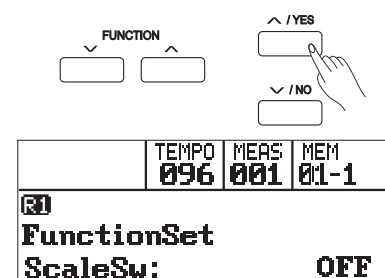 FUNCTION
∧ / YES
∨ / NO
TEMPO MEAS MEM
096 001 01-1
R1
FunctionSet
ScaleSw: OFF